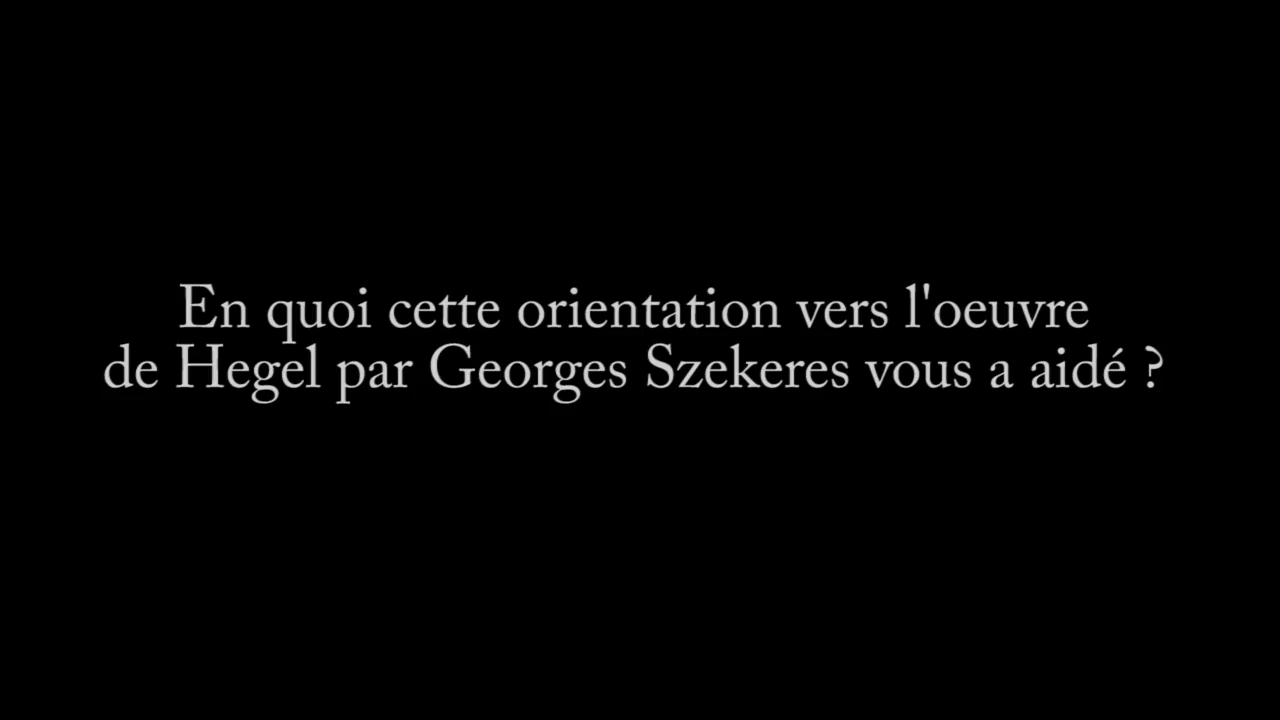 En quoi cette orientation vers l'oeuvre
de Hegel par Georges Szekeres vous a aidé ?